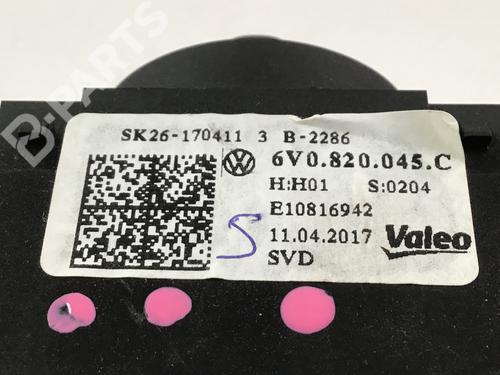 B-PARTS
SK26-170411 3 B-2286
6V0.820.045.C
H:H01 S:0204
E10816942
11.04.2017 Valeo
SVD
S